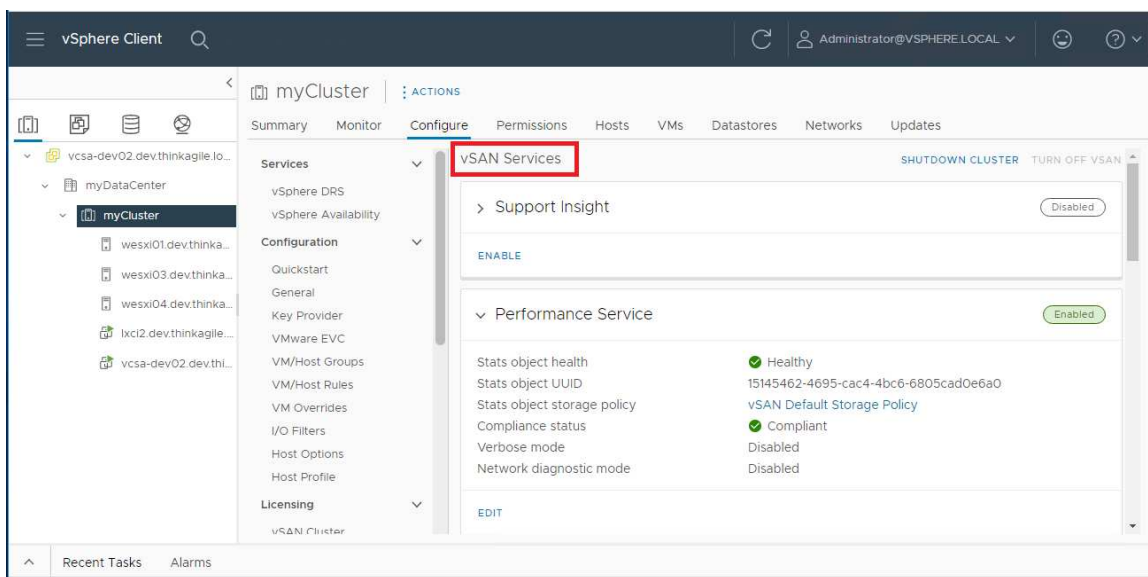 vSphere Client
Administrator@VSPHERE.LOCAL
vcsa-dev02.dev.thinkagile.lo...
myDataCenter
myCluster
wesxi01.dev.thinka...
wesxi03.dev.thinka...
wesxi04.dev.thinka...
lxci2.dev.thinkagile....
vcsa-dev02.dev.thi...
myCluster
ACTIONS
Summary Monitor Configure Permissions Hosts VMs Datastores Networks Updates
Services
vSphere DRS
vSphere Availability
Configuration
Quickstart
General
Key Provider
VMware EVC
VM/Host Groups
VM/Host Rules
VM Overrides
I/O Filters
Host Options
Host Profile
Licensing
vSAN Cluster
vSAN Services
SHUTDOWN CLUSTER TURN OFF VSAN
Support Insight Disabled
ENABLE
Performance Service Enabled
Stats object health Healthy
Stats object UUID 15145462-4695-cac4-4bc6-6805cad0e6a0
Stats object storage policy vSAN Default Storage Policy
Compliance status Compliant
Verbose mode Disabled
Network diagnostic mode Disabled
EDIT
Recent Tasks Alarms